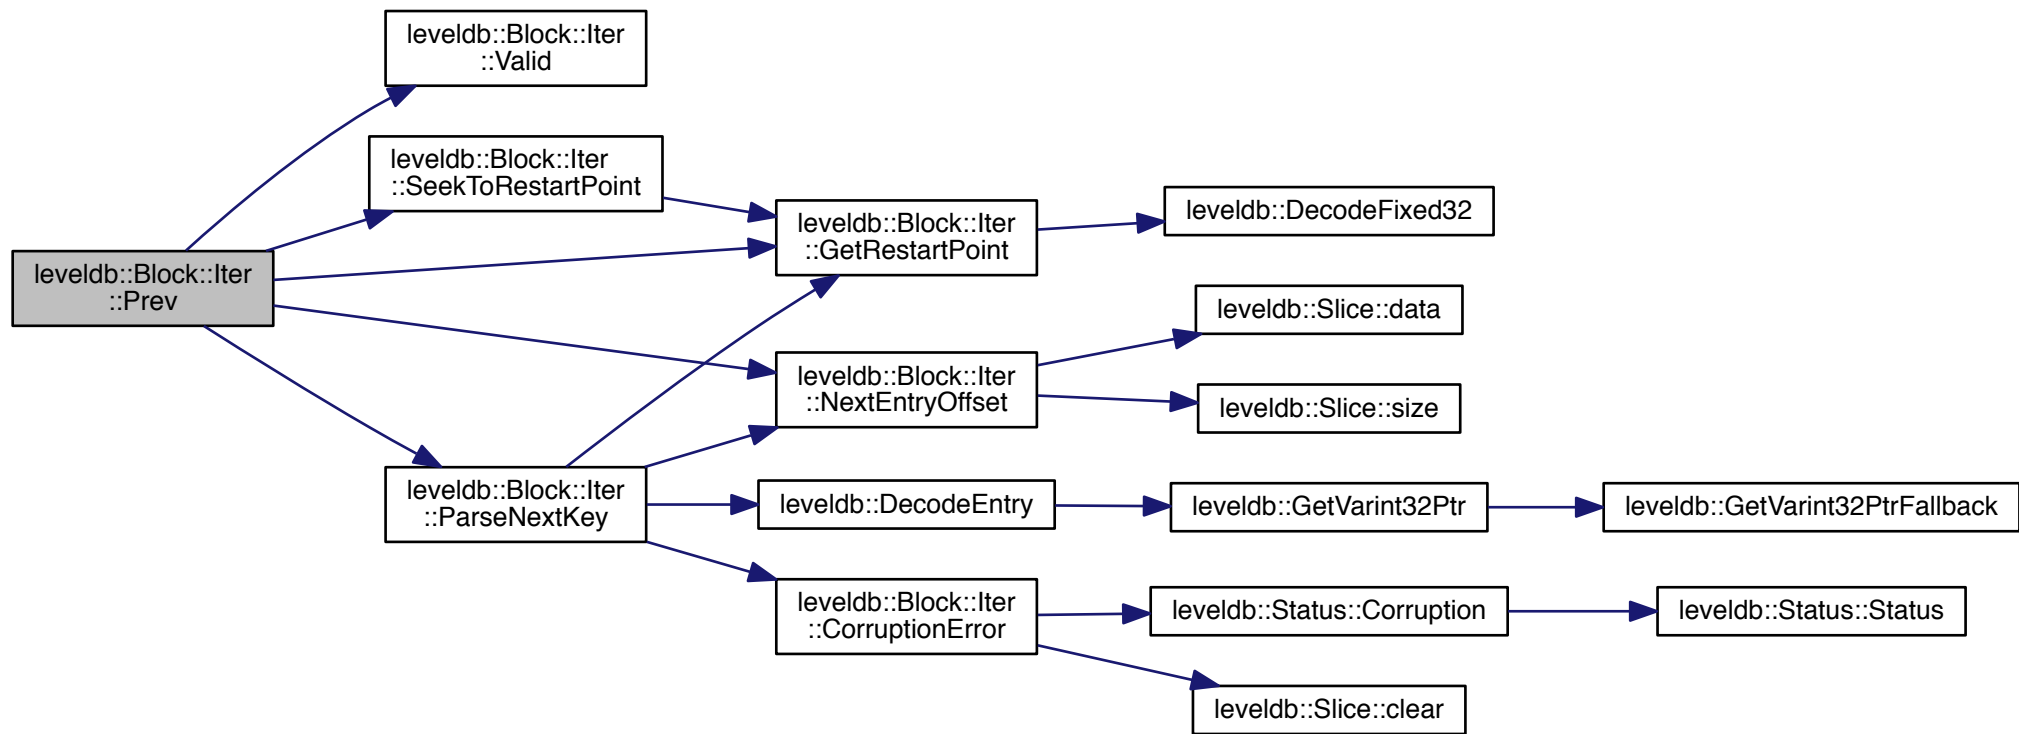 leveldb::Block::Iter
::Valid
leveldb::Block::Iter
::SeekToRestartPoint
leveldb::DecodeFixed32
leveldb::Block::Iter
::GetRestartPoint
leveldb::Block::Iter
::Prev
leveldb::Slice::data
leveldb::Block::Iter
::NextEntryOffset
leveldb::Slice::size
leveldb::Block::Iter
::ParseNextKey
leveldb::DecodeEntry
leveldb::GetVarint32Ptr
leveldb::GetVarint32PtrFallback
leveldb::Block::Iter
::CorruptionError
leveldb::Status::Corruption
leveldb::Status::Status
leveldb::Slice::clear